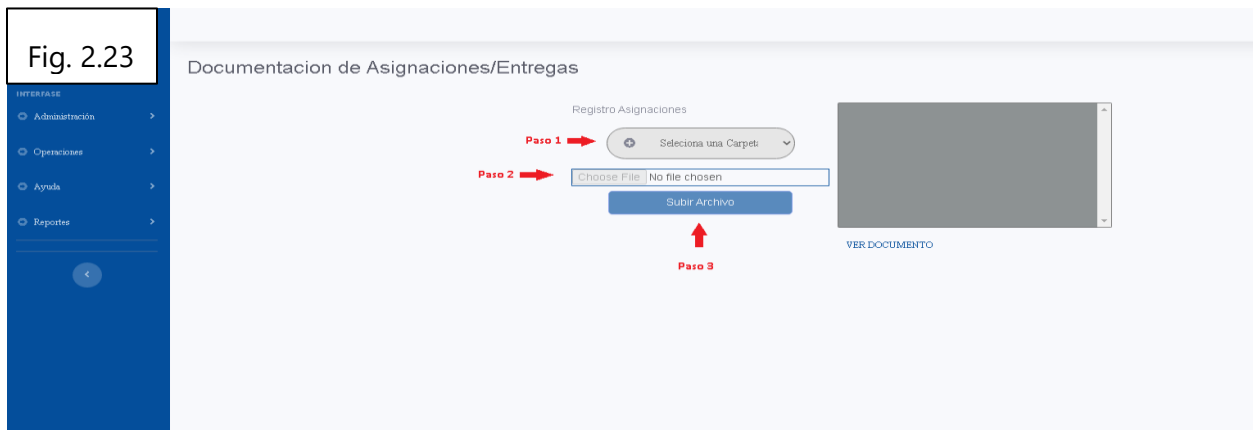 Fig. 2.23
INTERFASE
Administración
Operaciones
Ayuda
Reportes
Documentacion de Asignaciones/Entregas
Registro Asignaciones
Paso 1
Seleciona una Carpet
Paso 2
Choose File No file chosen
Subir Archivo
Paso 3
VER DOCUMENTO